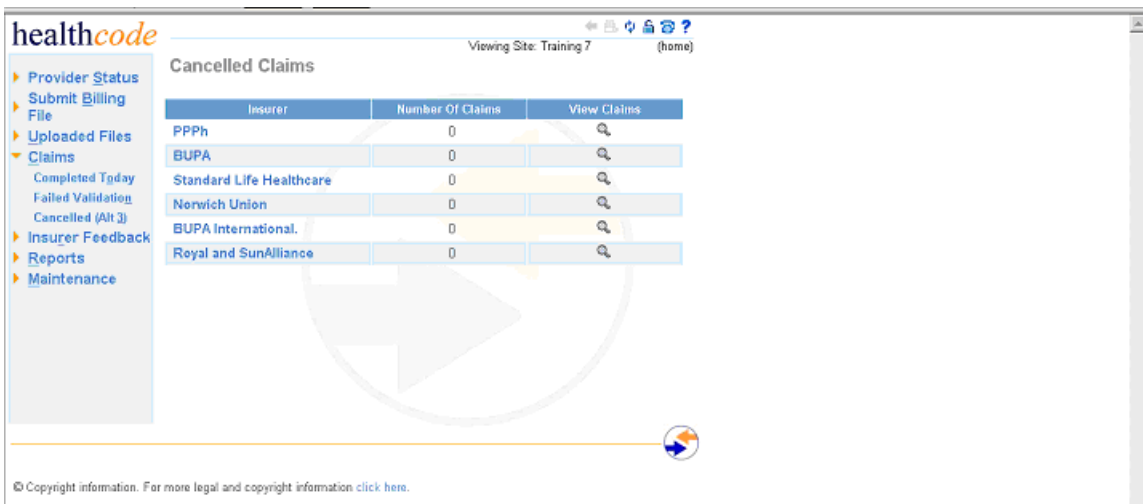 healthcode
?
Viewing Site: Training 7 (home)
Cancelled Claims
Provider Status
Submit Billing
File
Uploaded Files
Claims
Completed Today
Failed Validation
Cancelled (Alt 3)
Insurer Feedback
Reports
Maintenance
Insurer Number Of Claims View Claims
PPPh 0
BUPA 0
Standard Life Healthcare 0
Norwich Union 0
BUPA International. 0
Royal and SunAlliance 0
© Copyright information. For more legal and copyright information click here.